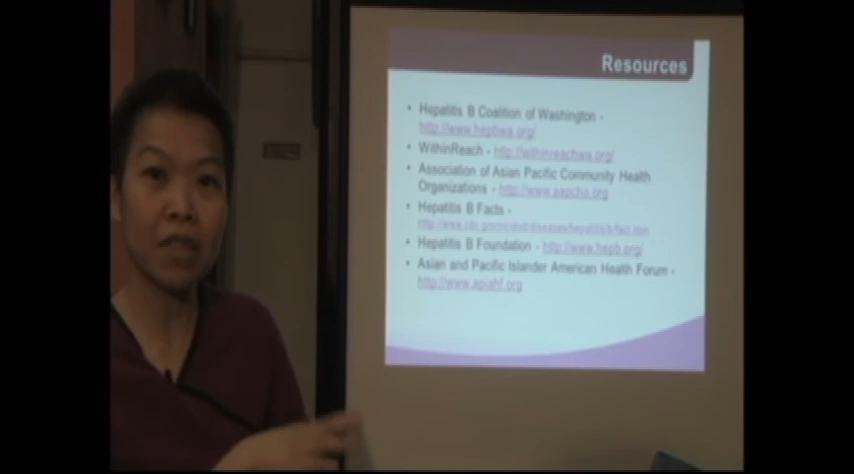 Resources
• Hepatitis B Coalition of Washington -
http://www.hepbwa.org/
• WithinReach - http://withinreachwa.org/
• Association of Asian Pacific Community Health
Organizations - http://www.aapcho.org
• Hepatitis B Facts -
• Hepatitis B Foundation - http://www.hepb.org/
• Asian and Pacific Islander American Health Forum -
http://www.apiahf.org